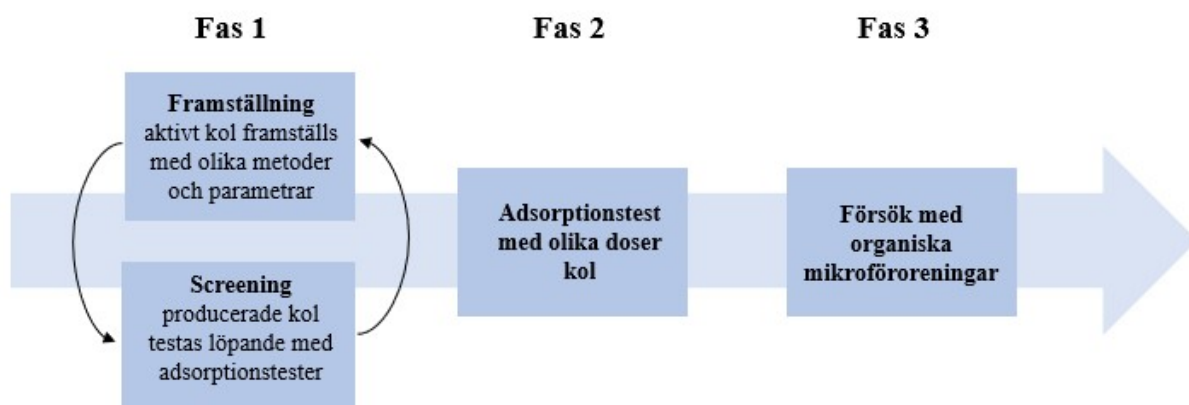 Fas 1
Fas 2
Fas 3
Framställning
aktivt kol framställs
med olika metoder
och parametrar
Screening
producerade kol
testas löpande med
adsorptionstester
Adsorptionstest
med olika doser
kol
Försök med
organiska
mikroföroreningar